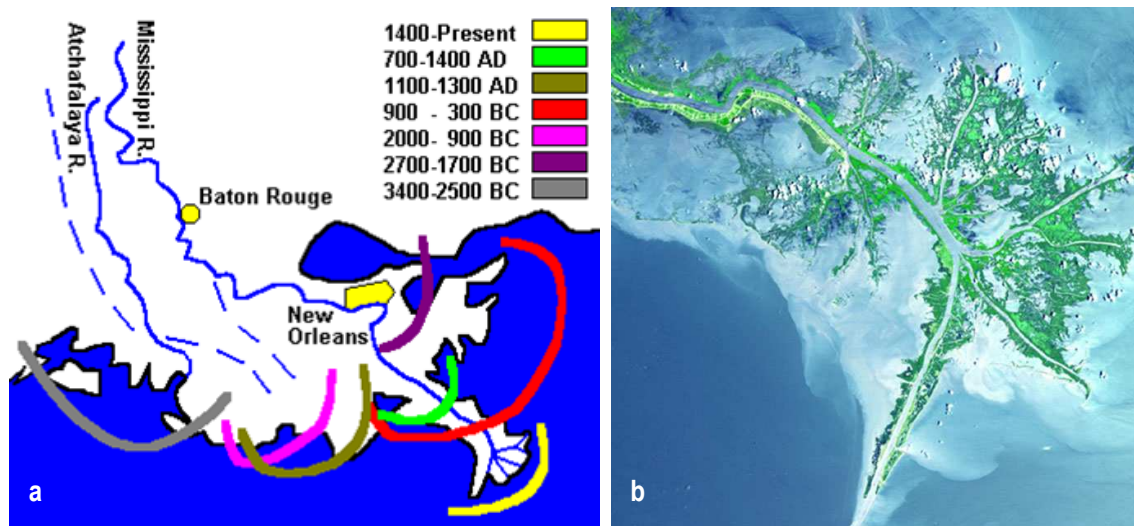 Atchafalaya R.
Mississippi R.
1400-Present
700-1400 AD
1100-1300 AD
900 - 300 BC
2000- 900 BC
2700-1700 BC
3400-2500 BC
Baton Rouge
New
Orleans
a
b